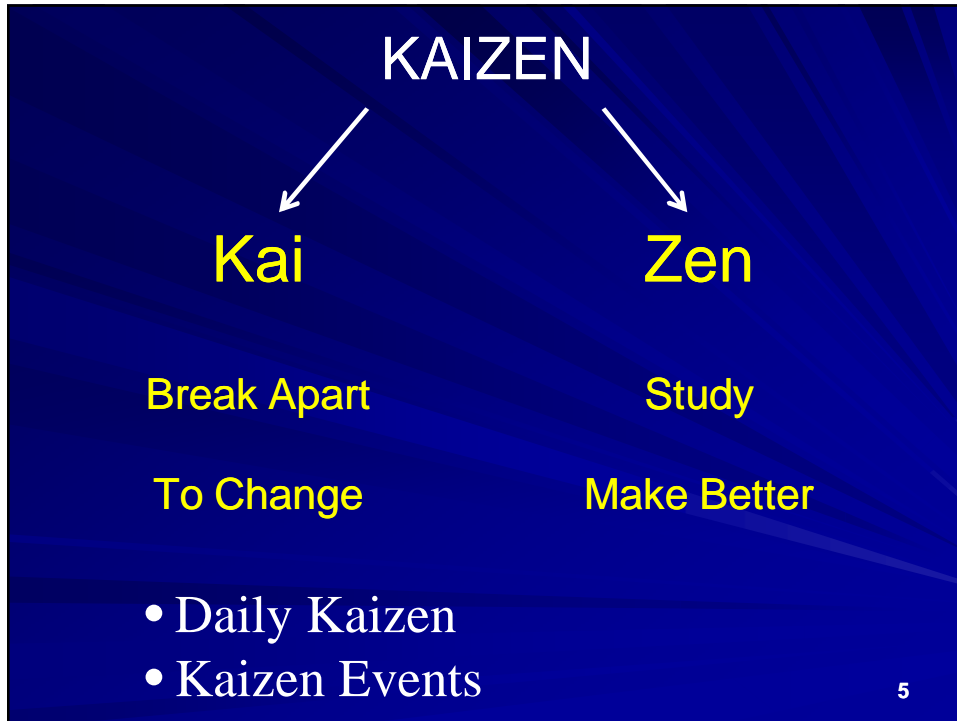 KAIZEN
Kai Zen
Break Apart Study
To Change Make Better
• Daily Kaizen
• Kaizen Events
5